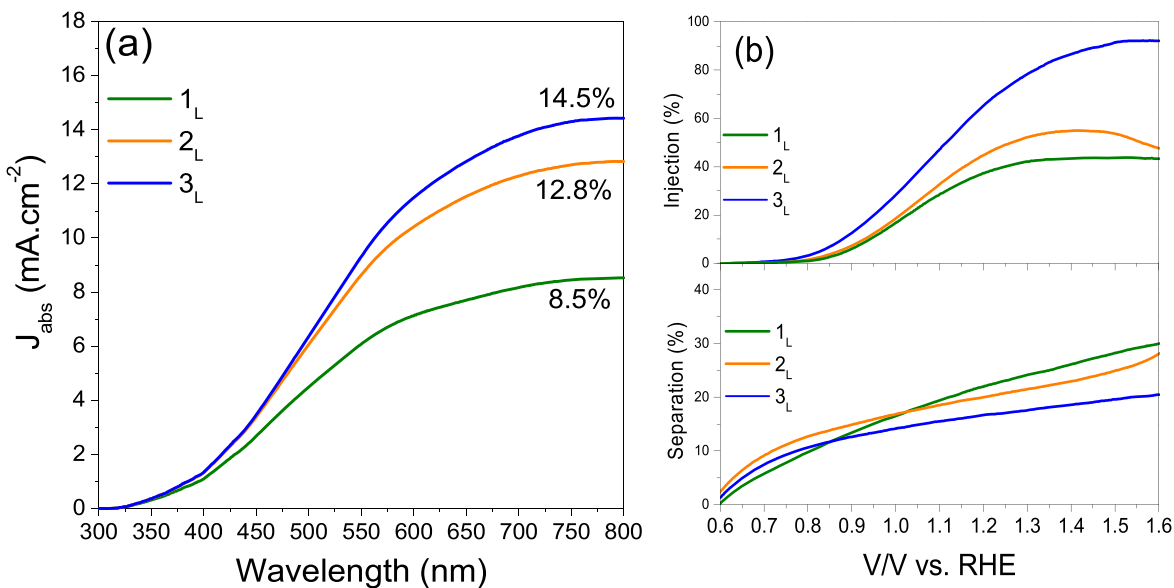 (a)
J_abs (mA.cm^-2)
18
16
14
12
10
8
6
4
2
0
1_L
2_L
3_L
14.5%
12.8%
8.5%
300 350 400 450 500 550 600 650 700 750 800
Wavelength (nm)
(b)
Injection (%)
100
80
60
40
20
0
1_L
2_L
3_L
Separation (%)
40
30
20
10
0
1_L
2_L
3_L
0.6 0.7 0.8 0.9 1.0 1.1 1.2 1.3 1.4 1.5 1.6
V/V vs. RHE